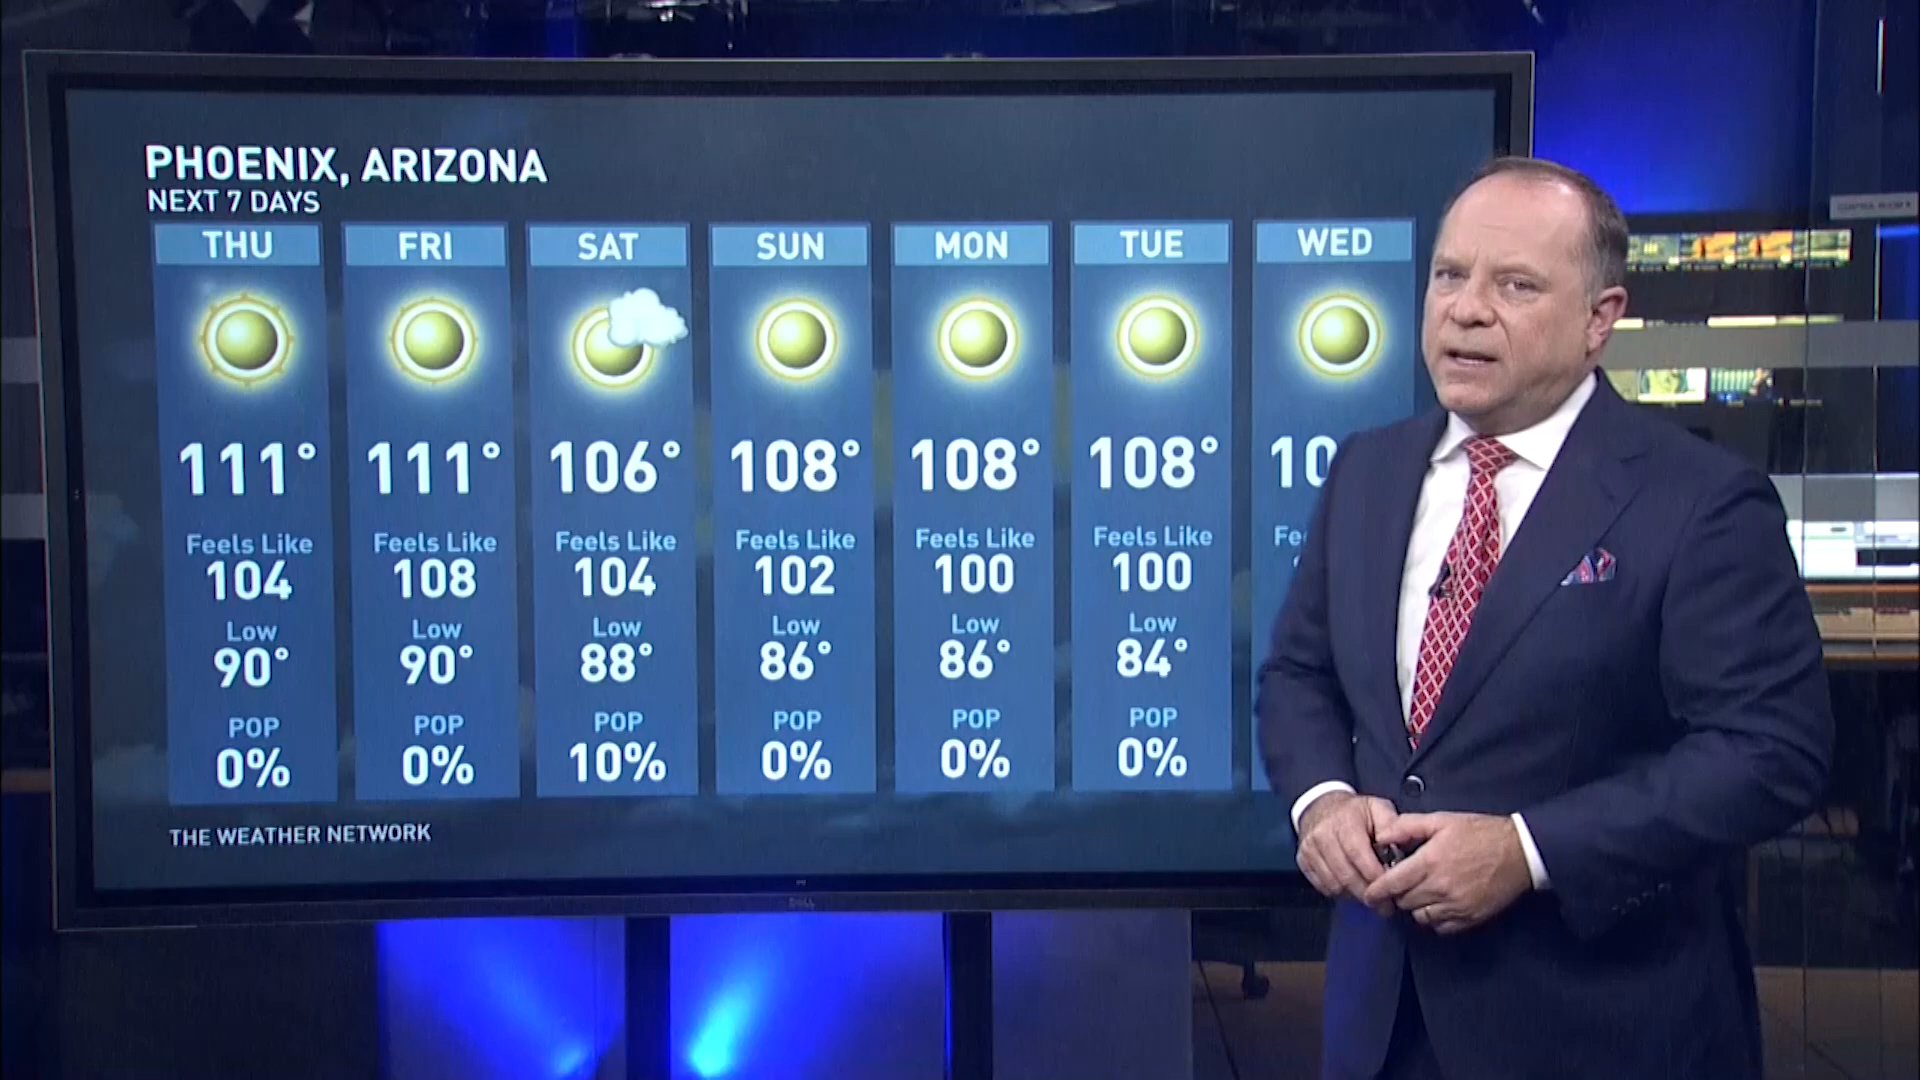 PHOENIX, ARIZONA
NEXT 7 DAYS
THU FRI SAT SUN MON TUE WED
111° 111° 106° 108° 108° 108° 10
Feels Like Feels Like Feels Like Feels Like Feels Like Feels Like
104 108 104 102 100 100
Low Low Low Low Low Low
90° 90° 88° 86° 86° 84°
POP POP POP POP POP POP
0% 0% 10% 0% 0% 0%
THE WEATHER NETWORK
DELL